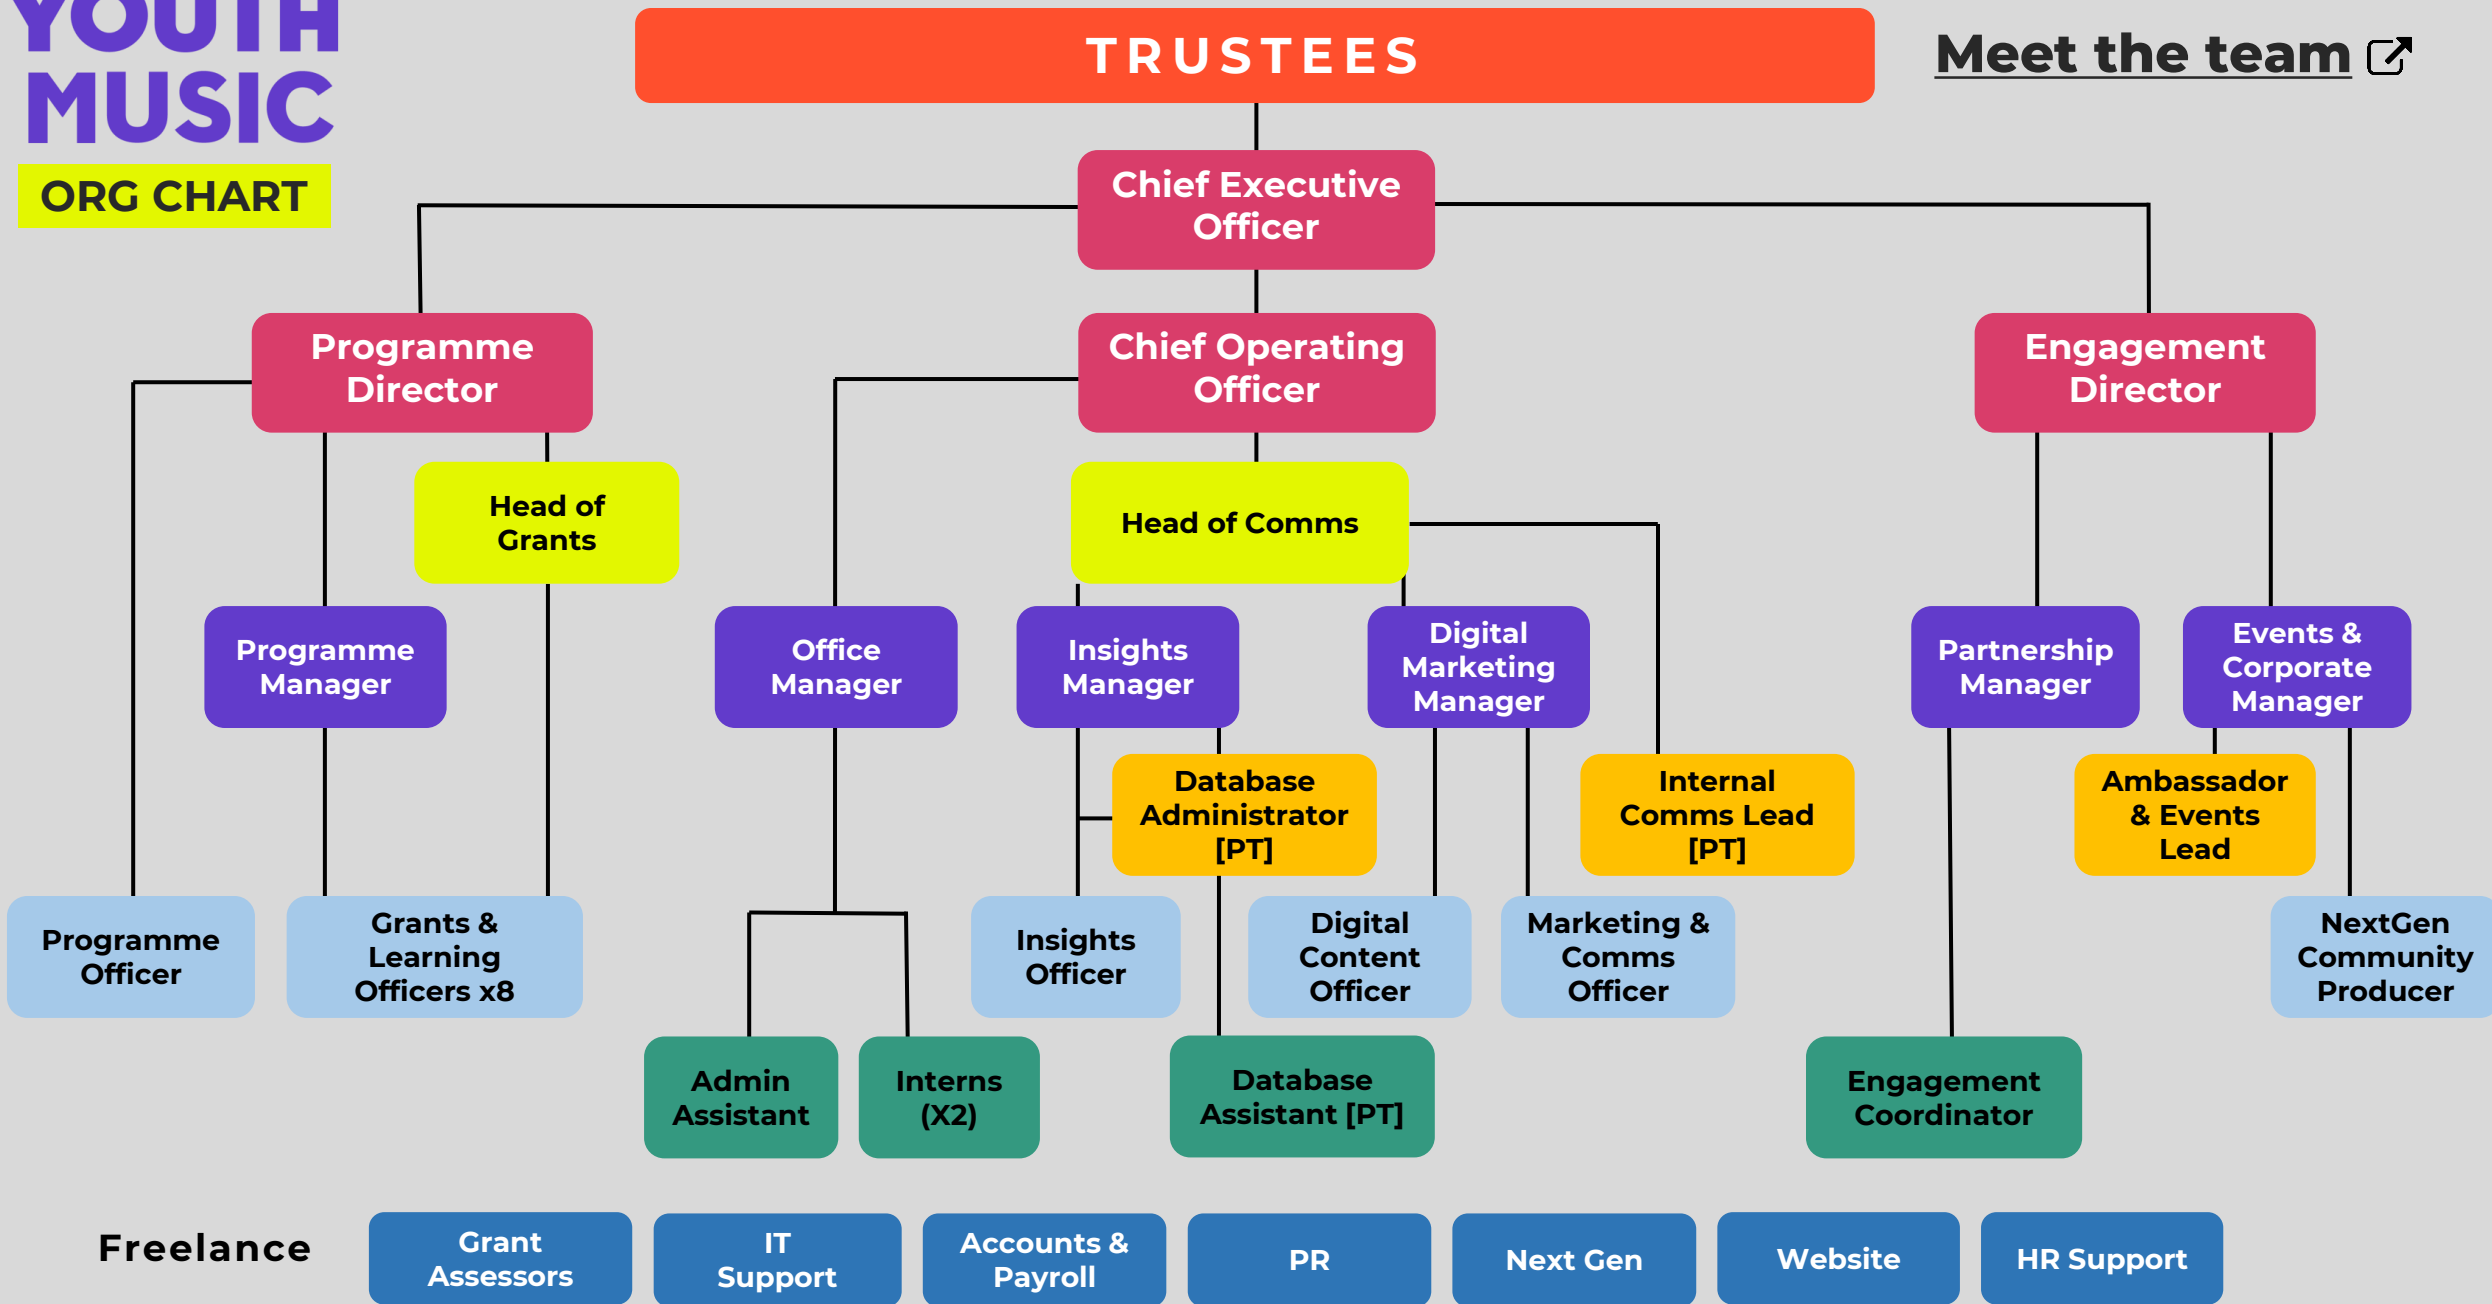 YOUTH
MUSIC
ORG CHART
TRUSTEES
Meet the team
Chief Executive
Officer
Programme
Director
Chief Operating
Officer
Engagement
Director
Head of
Grants
Head of Comms
Programme
Manager
Office
Manager
Insights
Manager
Digital
Marketing
Manager
Partnership
Manager
Events &
Corporate
Manager
Database
Administrator
[PT]
Internal
Comms Lead
[PT]
Ambassador
& Events
Lead
Programme
Officer
Grants &
Learning
Officers x8
Insights
Officer
Digital
Content
Officer
Marketing &
Comms
Officer
NextGen
Community
Producer
Admin
Assistant
Interns
(X2)
Database
Assistant [PT]
Engagement
Coordinator
Freelance
Grant
Assessors
IT
Support
Accounts &
Payroll
PR
Next Gen
Website
HR Support